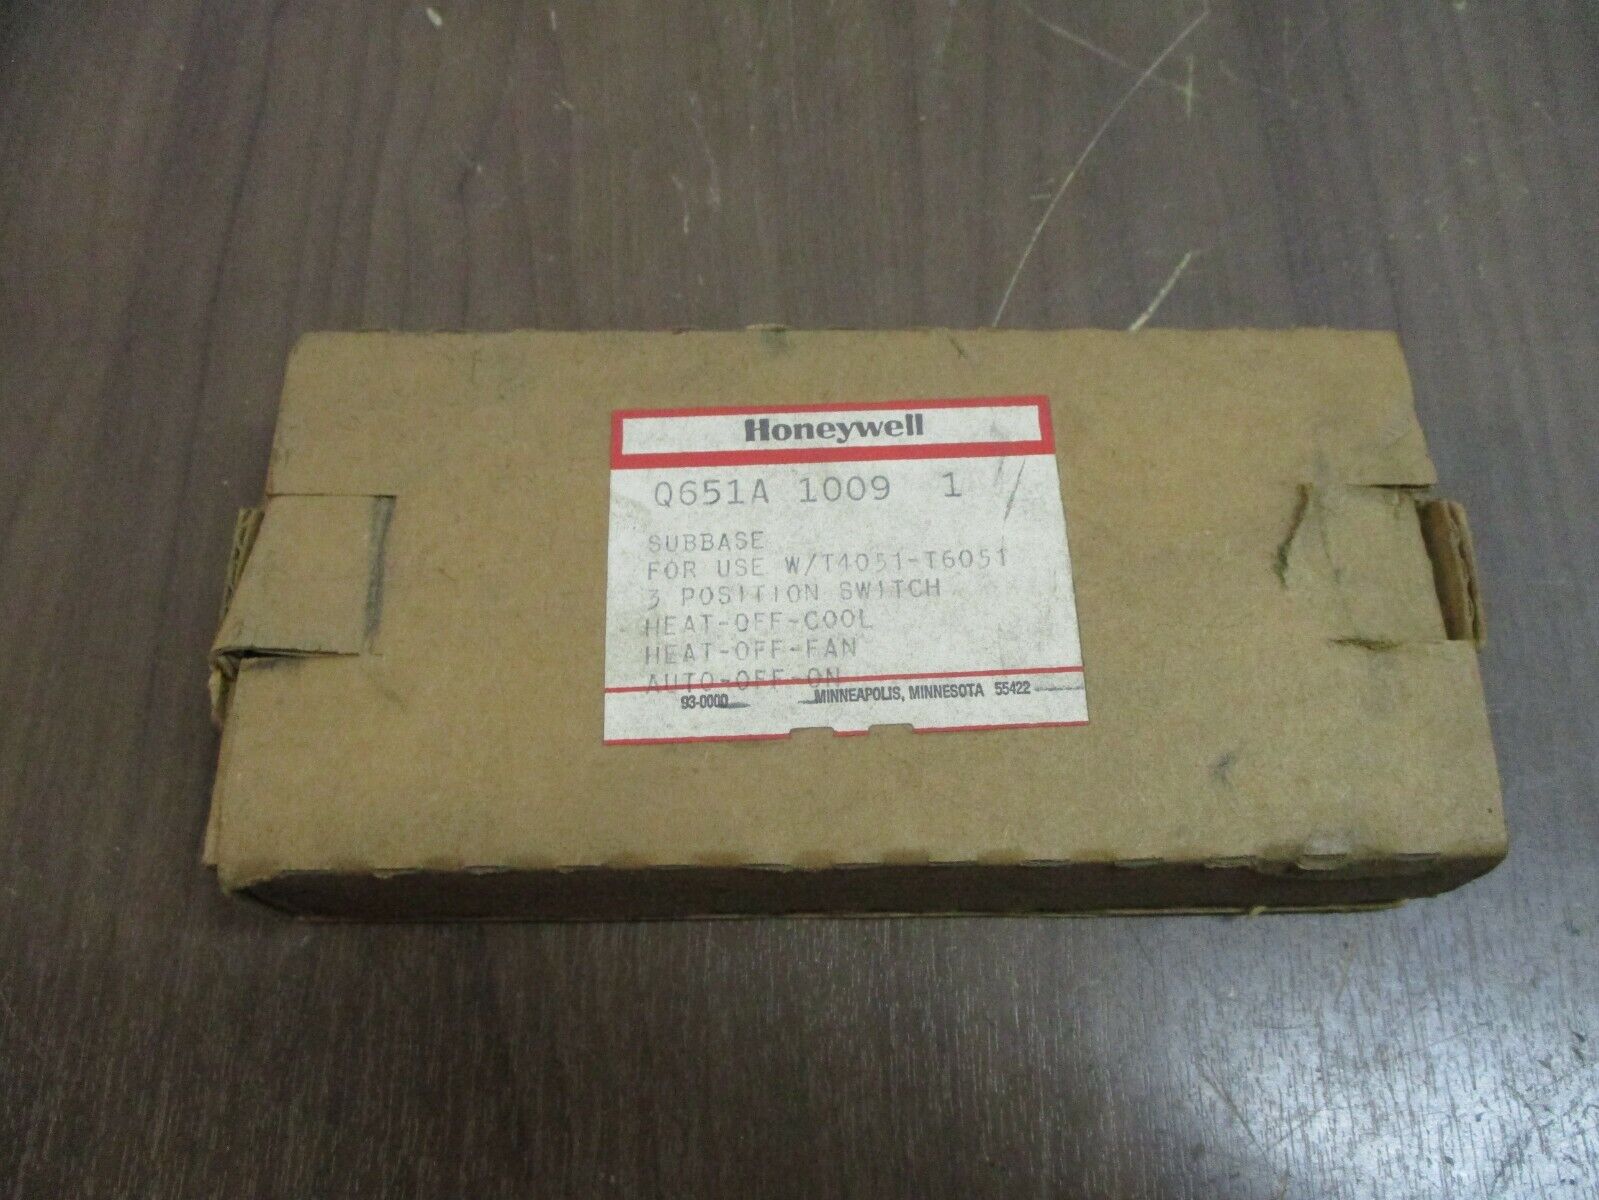 Honeywell
Q651A 1009 1
SUBBASE
FOR USE W/T4051-T6051
3 POSITION SWITCH
HEAT-OFF-COOL
HEAT-OFF-FAN
AUTO-OFF-ON
93-0000 MINNEAPOLIS, MINNESOTA 55422